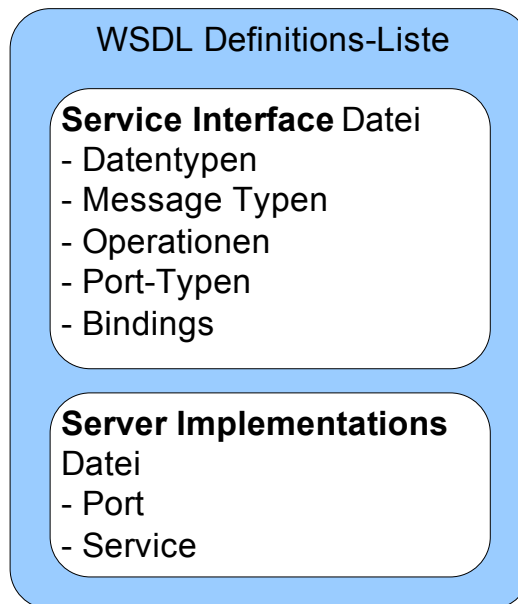 WSDL Definitions-Liste
Service Interface Datei
- Datentypen
- Message Typen
- Operationen
- Port-Typen
- Bindings
Server Implementations
Datei
- Port
- Service